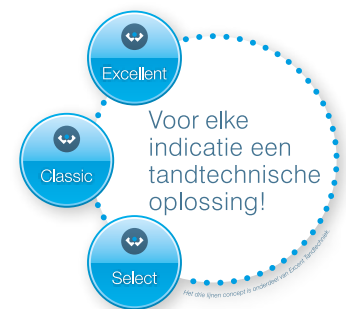 Excellent
Classic
Select
Voor elke
indicatie een
tandtechnische
oplossing!
Het drie lijnen concept is onderdeel van Excent Tandtechniek